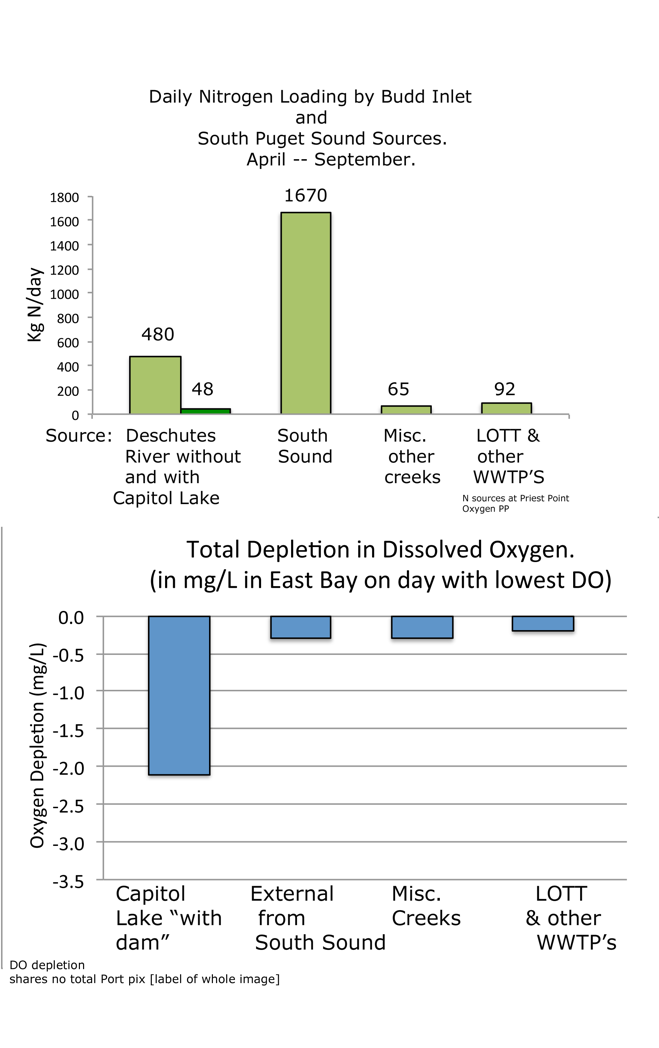 Daily Nitrogen Loading by Budd Inlet
and
South Puget Sound Sources.
April -- September.
Kg N/day
1800
1600
1400
1200
1000
800
600
400
200
0
480
48
1670
65
92
Source:
Deschutes
River without
and with
Capitol Lake
South
Sound
Misc.
other
creeks
LOTT &
other
WWTP'S
N sources at Priest Point
Oxygen PP
Total Depletion in Dissolved Oxygen.
(in mg/L in East Bay on day with lowest DO)
Oxygen Depletion (mg/L)
0.0
-0.5
-1.0
-1.5
-2.0
-2.5
-3.0
-3.5
Capitol
Lake “with
dam”
External
from
South Sound
Misc.
Creeks
LOTT
& other
WWTP’s
DO depletion
shares no total Port pix [label of whole image]